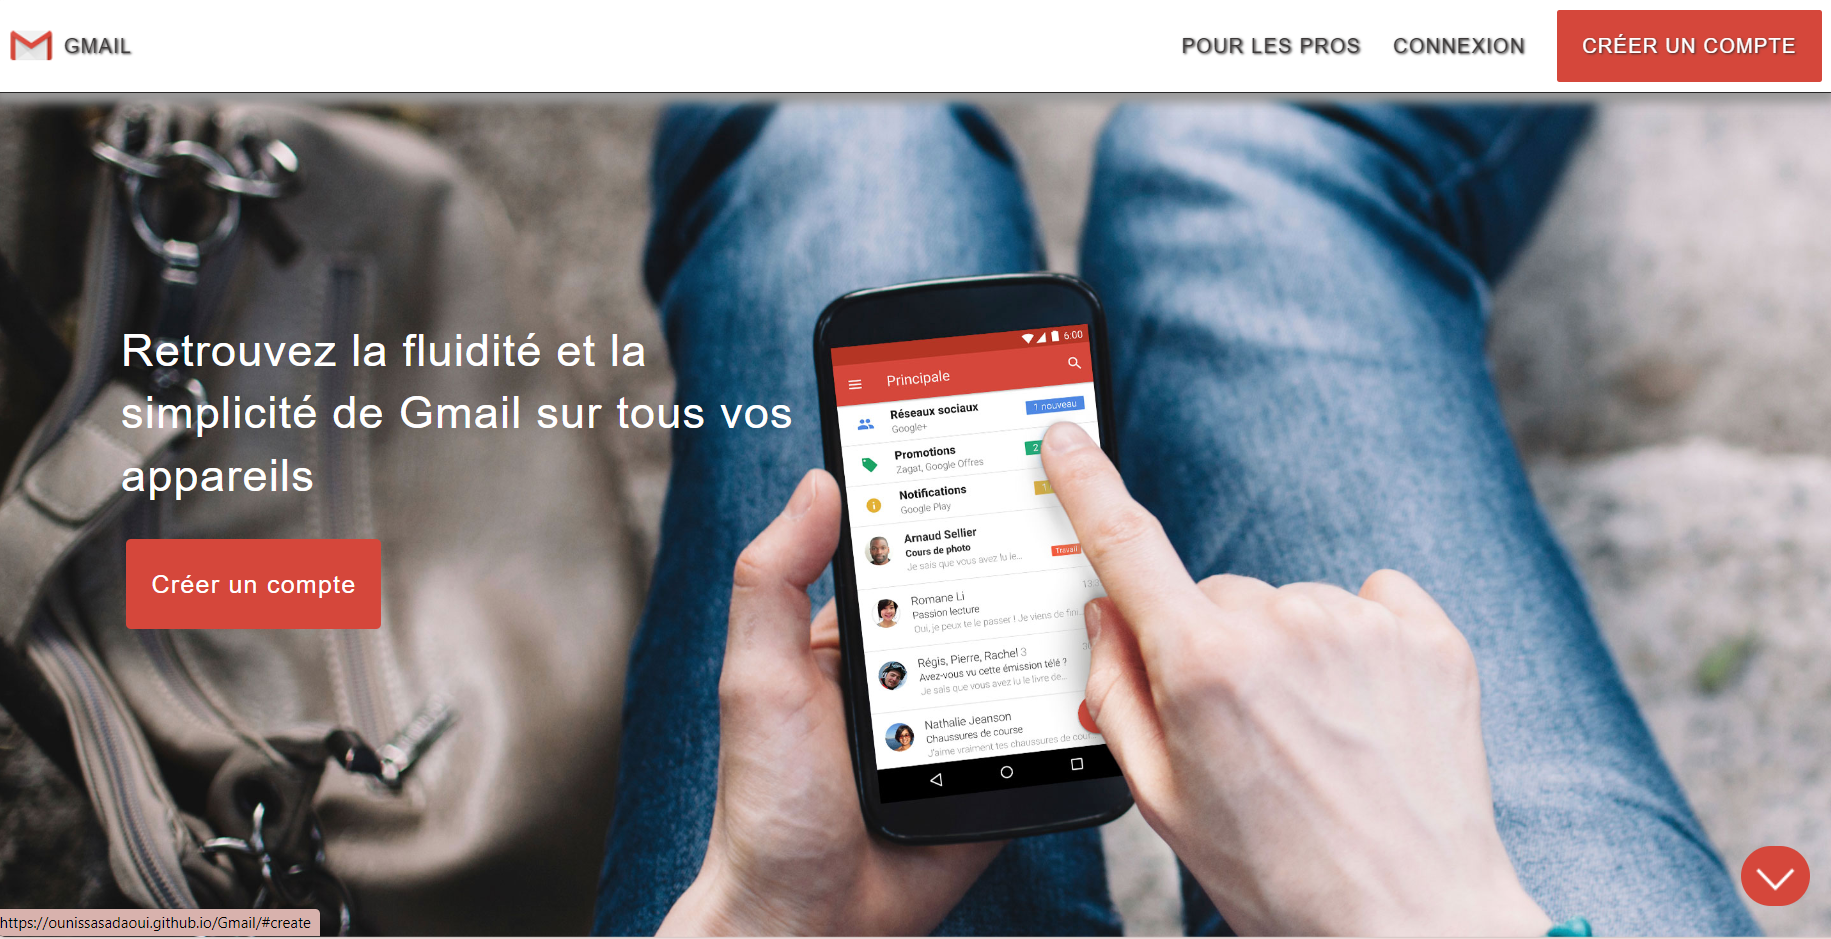 GMAIL
POUR LES PROS
CONNEXION
CRÉER UN COMPTE
Retrouvez la fluidité et la
simplicité de Gmail sur tous vos
appareils
Créer un compte
6:00
Principale
Réseaux sociaux
1 nouveau
Google+
Promotions
2
Zagat, Google Offres
Notifications
1
Google Play
Arnaud Sellier
Cours de photo
Je sais que vous avez lu le...
Travail
Romane Li
Passion lecture
Oui, je peux te le passer ! Je viens de fini...
Régis, Pierre, Rachel 3
Avez-vous vu cette émission télé ?
Je sais que vous avez lu le livre de...
Nathalie Jeanson
Chaussures de course
J'aime vraiment tes chaussures de cour...
https://ounissasadaoui.github.io/Gmail/#create